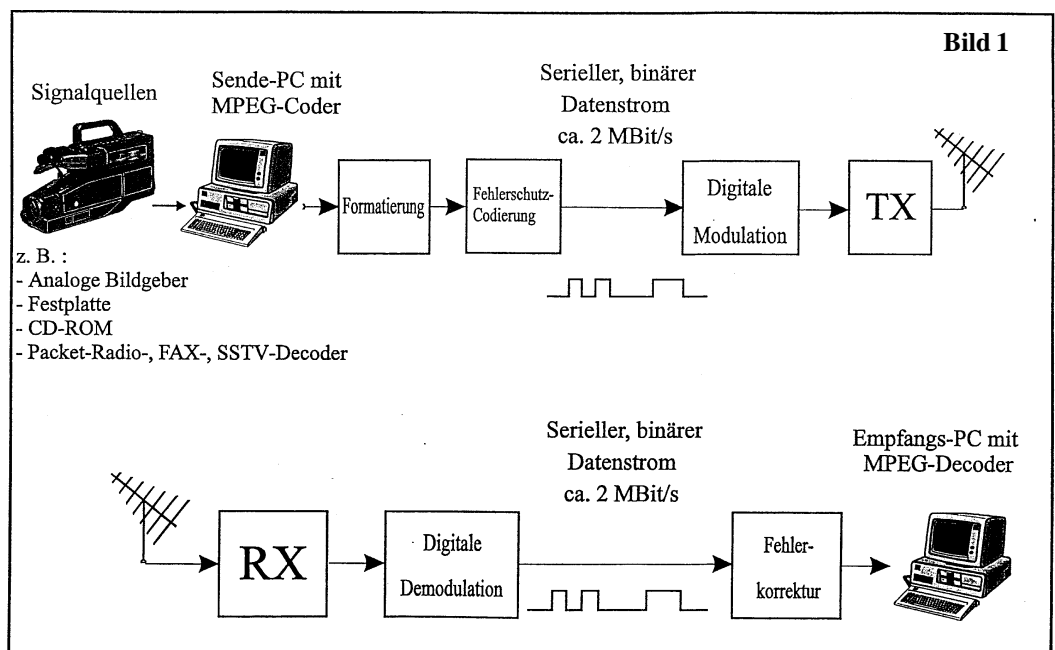 Bild 1
Signalquellen
Sende-PC mit
MPEG-Coder
Serieller, binärer
Datenstrom
ca. 2 MBit/s
Formatierung
Fehlerschutz-
Codierung
Digitale
Modulation
TX
z. B. :
- Analoge Bildgeber
- Festplatte
- CD-ROM
- Packet-Radio-, FAX-, SSTV-Decoder
Serieller, binärer
Datenstrom
ca. 2 MBit/s
Empfangs-PC mit
MPEG-Decoder
RX
Digitale
Demodulation
Fehler-
korrektur